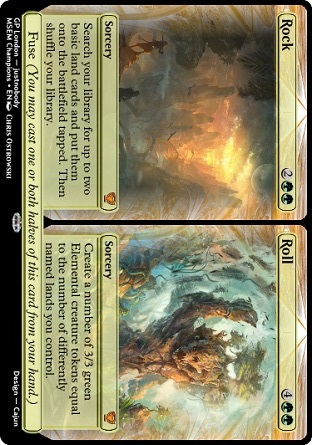 Rock
2
Sorcery
Search your library for up to two
basic land cards and put them
onto the battlefield tapped. Then
shuffle your library.
Roll
4
Sorcery
Create a number of 3/3 green
Elemental creature tokens equal
to the number of differently
named lands you control.
Fuse (You may cast one or both halves of this card from your hand.)
GP London — justnobody
MSEM Champions • EN Chris Ostrowski
Design — Cajun